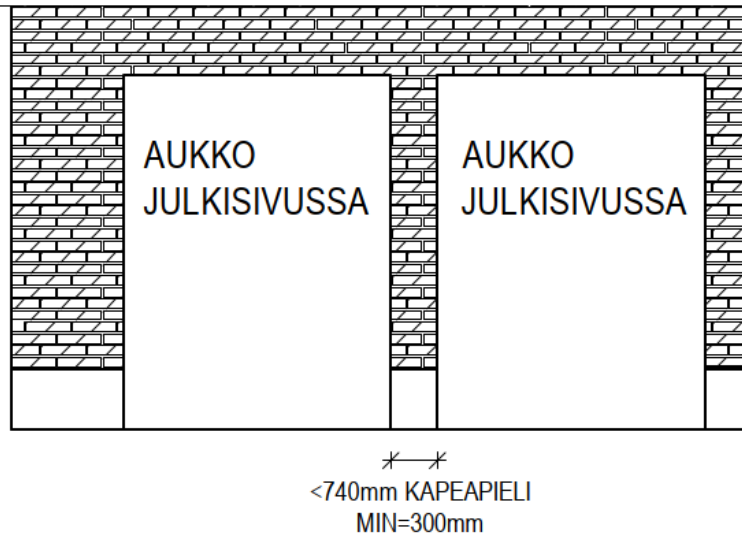 AUKKO
JULKISIVUSSA
AUKKO
JULKISIVUSSA
<740mm KAPEAPIELI
MIN=300mm